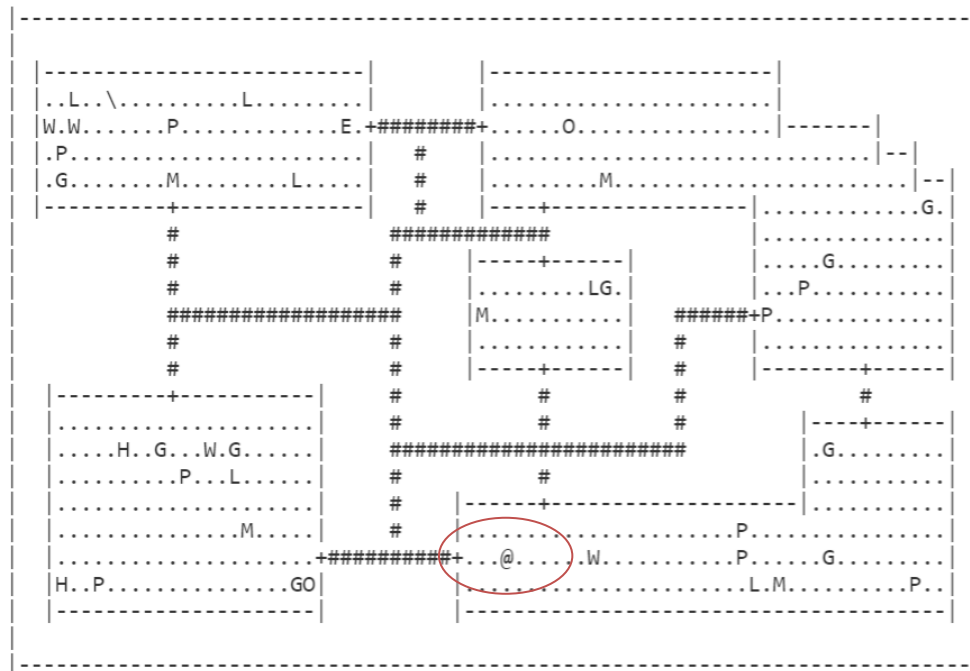 |-----------------------------------------------------------------------------
|
| |--------------------------|        |-----------------------|
| |..L..\..........L.........|        |.......................|
| |W.W.......P.............E.+########+......O................|-------|
| |.P........................|   #    |...............................|--|
| |.G........M.........L.....|   #    |.........M........................|--|
| |----------+---------------|   #    |----+----------------|.............G.|
|            #                 #############                |...............|
|            #                 #     |-----+------|         |.....G.........|
|            #                 #     |.........LG.|         |...P...........|
|            ###################     |M...........|   ######+P..............|
|            #                 #     |............|   #     |...............|
|            #                 #     |-----+------|   #     |--------+------|
|  |---------+-----------|     #           #          #              #
|  |.....................|     #           #          #         |----+------|
|  |.....H..G...W.G......|     ########################         |.G.........|
|  |..........P...L......|     #           #                    |...........|
|  |.....................|     #    |------+--------------------|...........|
|  |...............M.....|     #    |......................P................|
|  |.....................+##########+...@......W...........P......G.........|
|  |H..P...............GO|          |.......................L.M..........P..|
|  |---------------------|          |---------------------------------------|
|
|-----------------------------------------------------------------------------